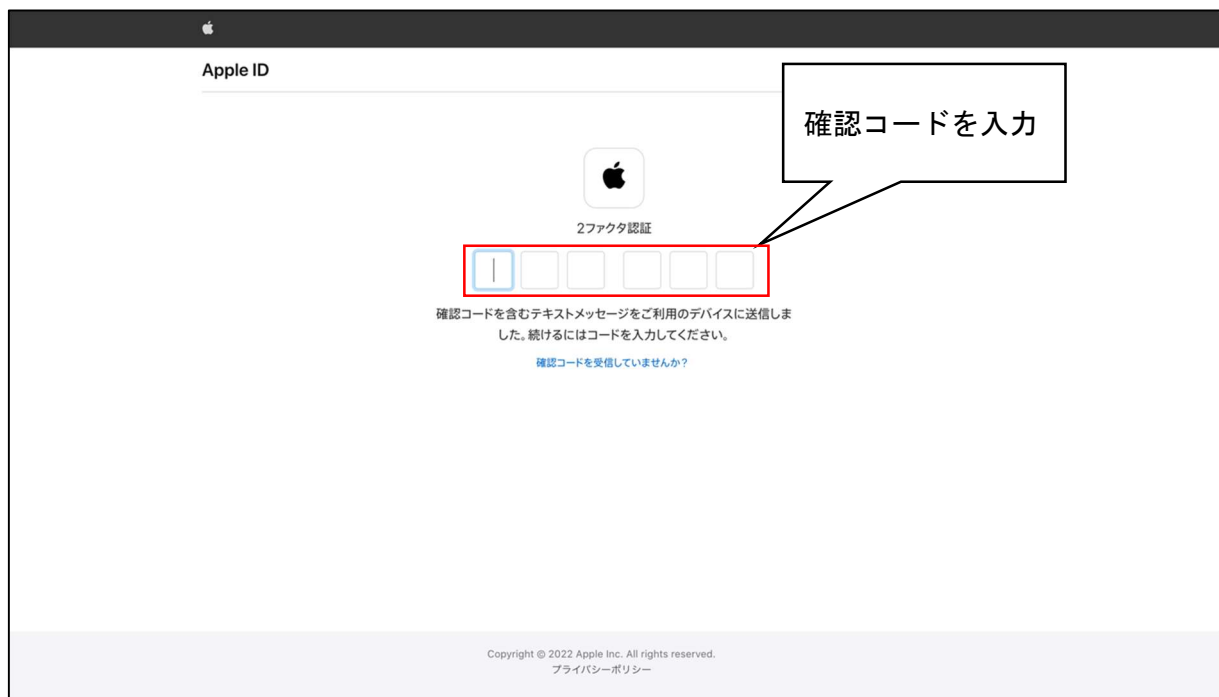 Apple ID
確認コードを入力
2ファクタ認証
確認コードを含むテキストメッセージをご利用のデバイスに送信しま
した。続けるにはコードを入力してください。
確認コードを受信していませんか?
Copyright © 2022 Apple Inc. All rights reserved.
プライバシーポリシー